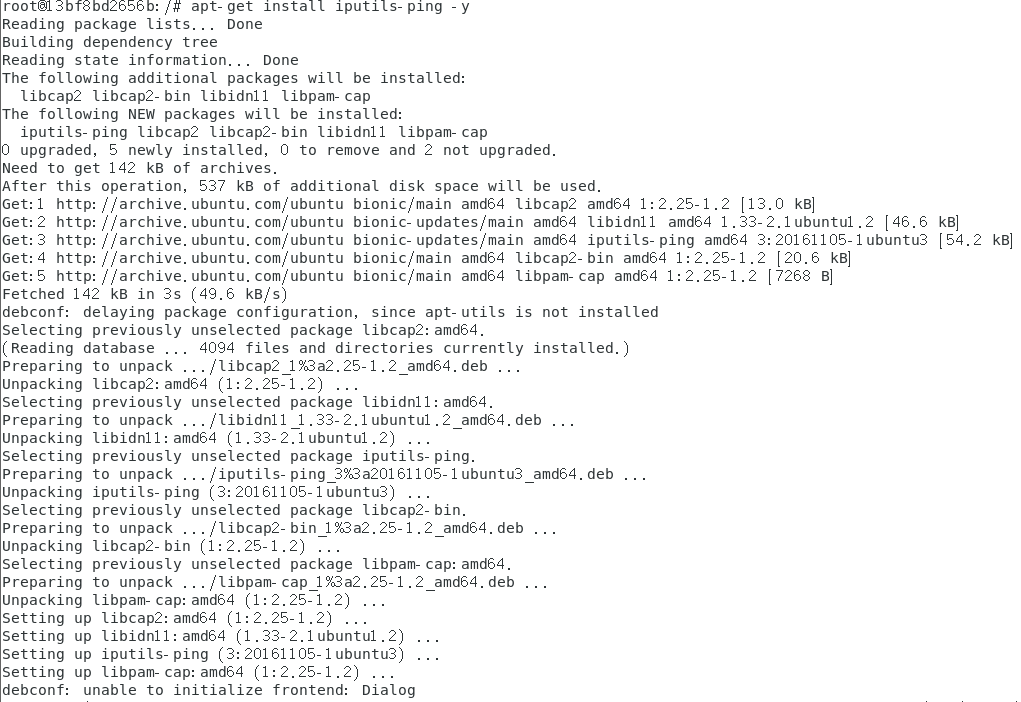 root@13bf8bd2656b:/# apt-get install iputils-ping -y
Reading package lists... Done
Building dependency tree
Reading state information... Done
The following additional packages will be installed:
  libcap2 libcap2-bin libidn11 libpam-cap
The following NEW packages will be installed:
  iputils-ping libcap2 libcap2-bin libidn11 libpam-cap
0 upgraded, 5 newly installed, 0 to remove and 2 not upgraded.
Need to get 142 kB of archives.
After this operation, 537 kB of additional disk space will be used.
Get:1 http://archive.ubuntu.com/ubuntu bionic/main amd64 libcap2 amd64 1:2.25-1.2 [13.0 kB]
Get:2 http://archive.ubuntu.com/ubuntu bionic-updates/main amd64 libidn11 amd64 1.33-2.1ubuntu1.2 [46.6 kB]
Get:3 http://archive.ubuntu.com/ubuntu bionic-updates/main amd64 iputils-ping amd64 3:20161105-1ubuntu3 [54.2 kB]
Get:4 http://archive.ubuntu.com/ubuntu bionic/main amd64 libcap2-bin amd64 1:2.25-1.2 [20.6 kB]
Get:5 http://archive.ubuntu.com/ubuntu bionic/main amd64 libpam-cap amd64 1:2.25-1.2 [7268 B]
Fetched 142 kB in 3s (49.6 kB/s)
debconf: delaying package configuration, since apt-utils is not installed
Selecting previously unselected package libcap2:amd64.
(Reading database ... 4094 files and directories currently installed.)
Preparing to unpack .../libcap2_1%3a2.25-1.2_amd64.deb ...
Unpacking libcap2:amd64 (1:2.25-1.2) ...
Selecting previously unselected package libidn11:amd64.
Preparing to unpack .../libidn11_1.33-2.1ubuntu1.2_amd64.deb ...
Unpacking libidn11:amd64 (1.33-2.1ubuntu1.2) ...
Selecting previously unselected package iputils-ping.
Preparing to unpack .../iputils-ping_3%3a20161105-1ubuntu3_amd64.deb ...
Unpacking iputils-ping (3:20161105-1ubuntu3) ...
Selecting previously unselected package libcap2-bin.
Preparing to unpack .../libcap2-bin_1%3a2.25-1.2_amd64.deb ...
Unpacking libcap2-bin (1:2.25-1.2) ...
Selecting previously unselected package libpam-cap:amd64.
Preparing to unpack .../libpam-cap_1%3a2.25-1.2_amd64.deb ...
Unpacking libpam-cap:amd64 (1:2.25-1.2) ...
Setting up libcap2:amd64 (1:2.25-1.2) ...
Setting up libidn11:amd64 (1.33-2.1ubuntu1.2) ...
Setting up iputils-ping (3:20161105-1ubuntu3) ...
Setting up libpam-cap:amd64 (1:2.25-1.2) ...
debconf: unable to initialize frontend: Dialog